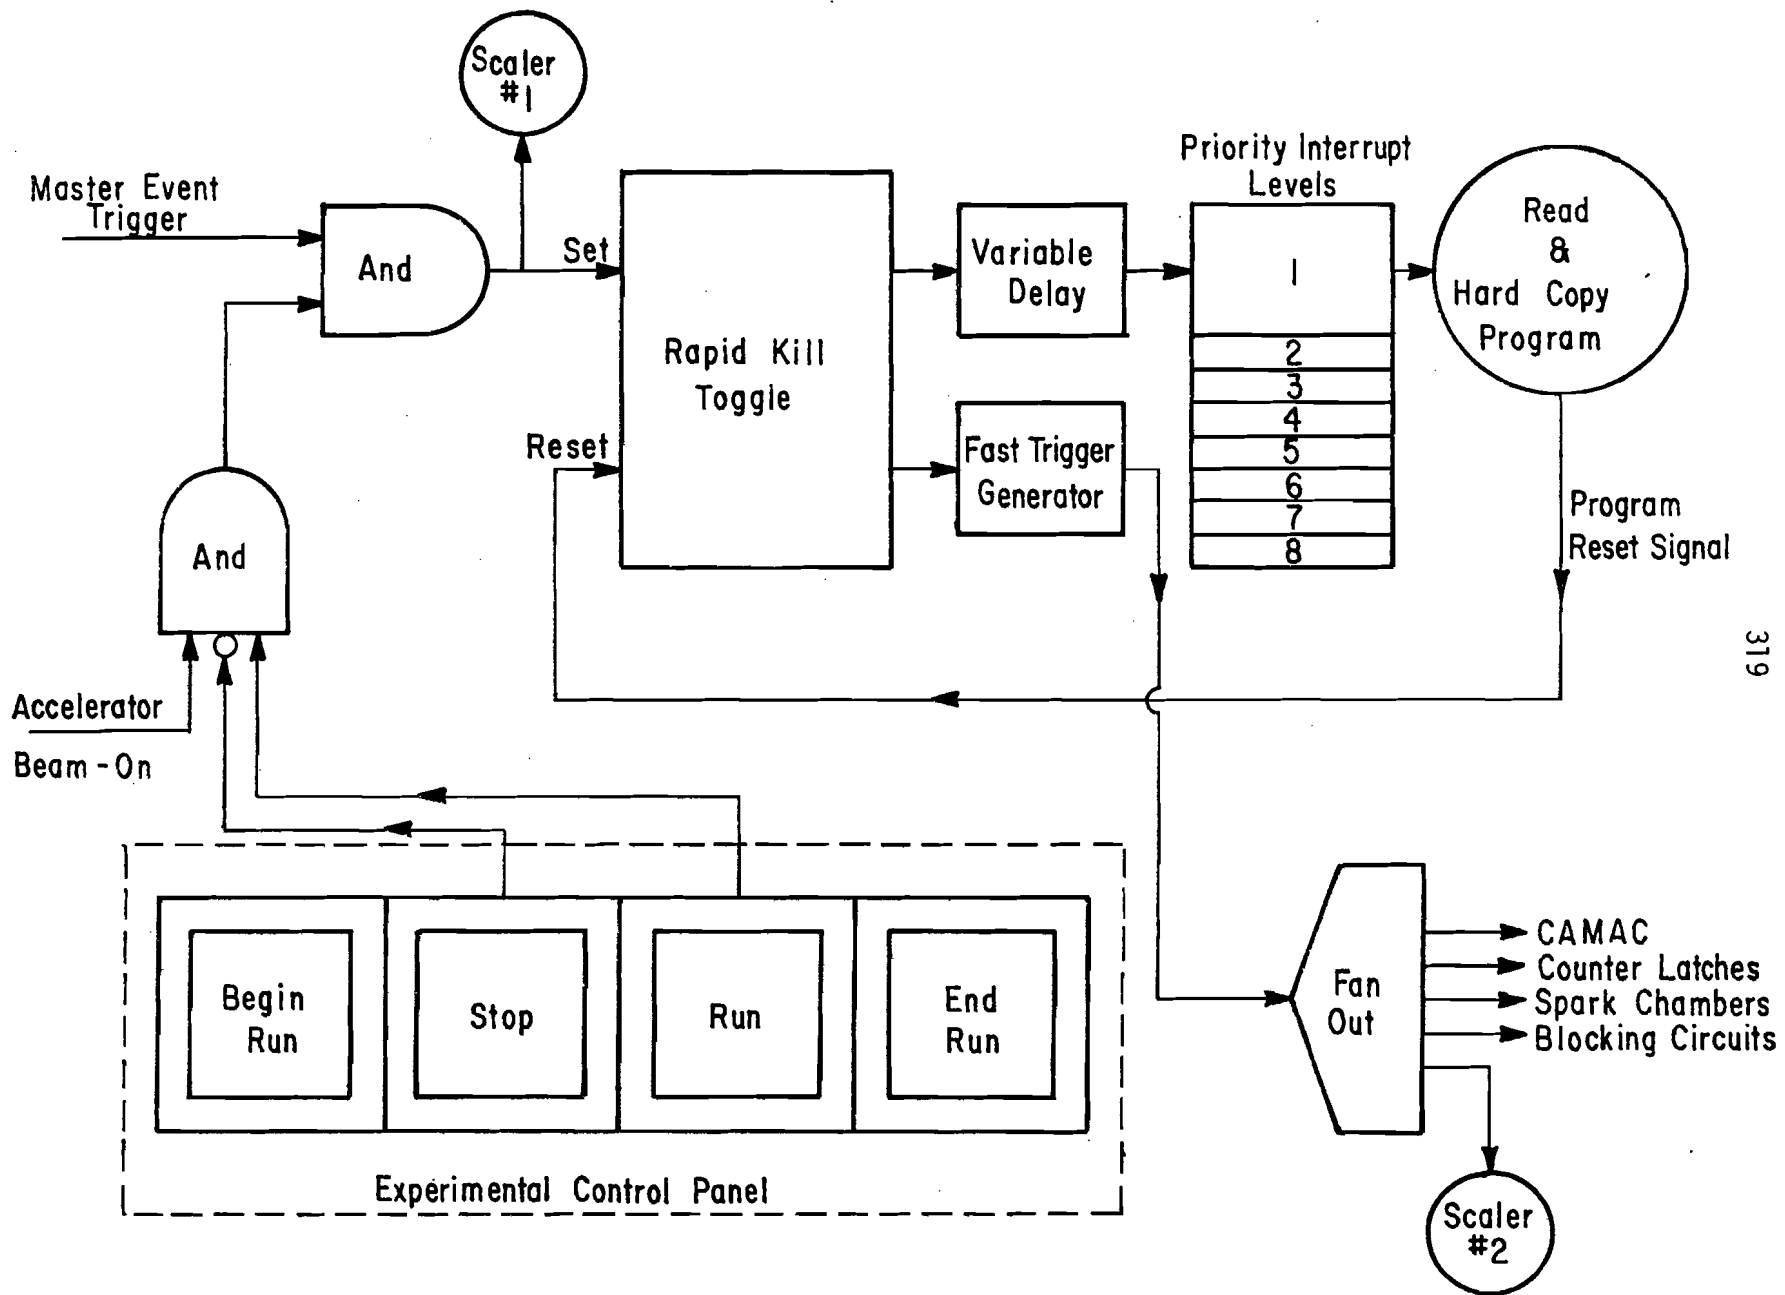 Scaler
#1
Master Event
Trigger
And
Set
Rapid Kill
Toggle
Reset
Variable
Delay
Fast Trigger
Generator
Priority Interrupt
Levels
1
2
3
4
5
6
7
8
Read
&
Hard Copy
Program
Program
Reset Signal
319
And
Accelerator
Beam-On
Begin
Run
Stop
Run
End
Run
Experimental Control Panel
Fan
Out
CAMAC
Counter Latches
Spark Chambers
Blocking Circuits
Scaler
#2